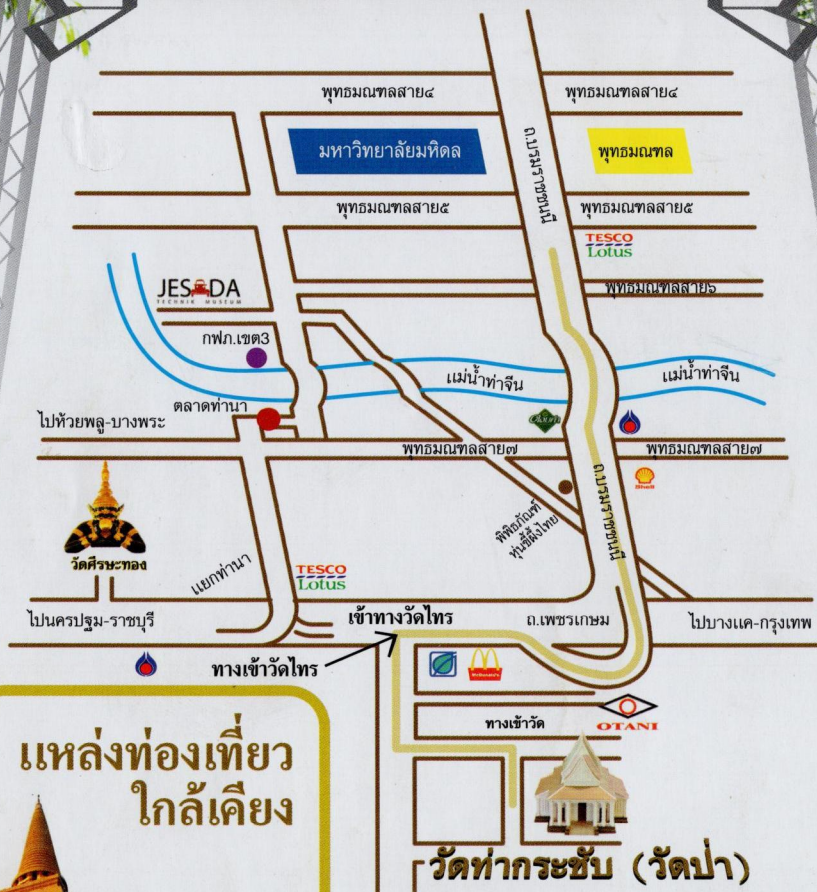 พุทธมณฑลสาย๔
พุทธมณฑลสาย๔
มหาวิทยาลัยมหิดล
พุทธมณฑล
ถ.บรมราชชนนี
พุทธมณฑลสาย๕
พุทธมณฑลสาย๕
TESCO
Lotus
JESADA
TECHNIK MUSEUM
พุทธมณฑลสาย๖
กฟภ.เขต3
แม่น้ำท่าจีน
แม่น้ำท่าจีน
ตลาดท่านา
ไปห้วยพลู-บางพระ
พุทธมณฑลสาย๗
พุทธมณฑลสาย๗
ถ.บรมราชชนนี
Shell
พิพิธภัณฑ์
หุ่นขี้ผึ้งไทย
วัดศีรษะทอง
แยกท่านา
TESCO
Lotus
ไปนครปฐม-ราชบุรี
เข้าทางวัดไทร
ถ.เพชรเกษม
ไปบางแค-กรุงเทพ
ทางเข้าวัดไทร
McDonald's
ทางเข้าวัด
OTANI
แหล่งท่องเที่ยว
ใกล้เคียง
วัดท่ากระชับ (วัดป่า)